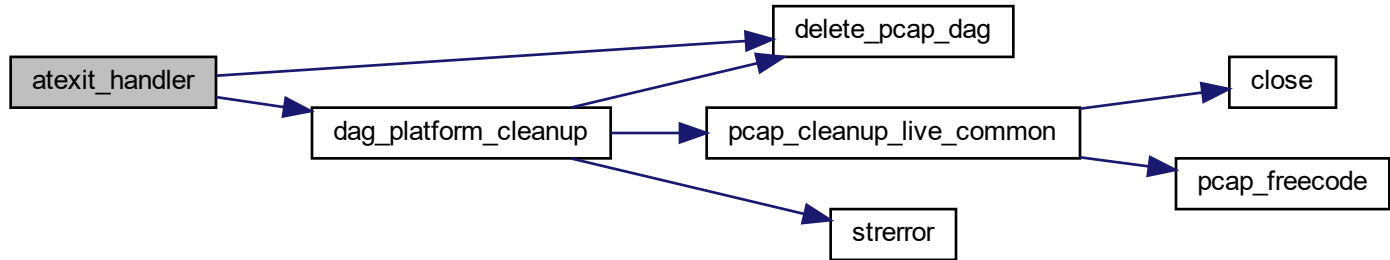 atexit_handler
delete_pcap_dag
dag_platform_cleanup
pcap_cleanup_live_common
close
pcap_freecode
strerror